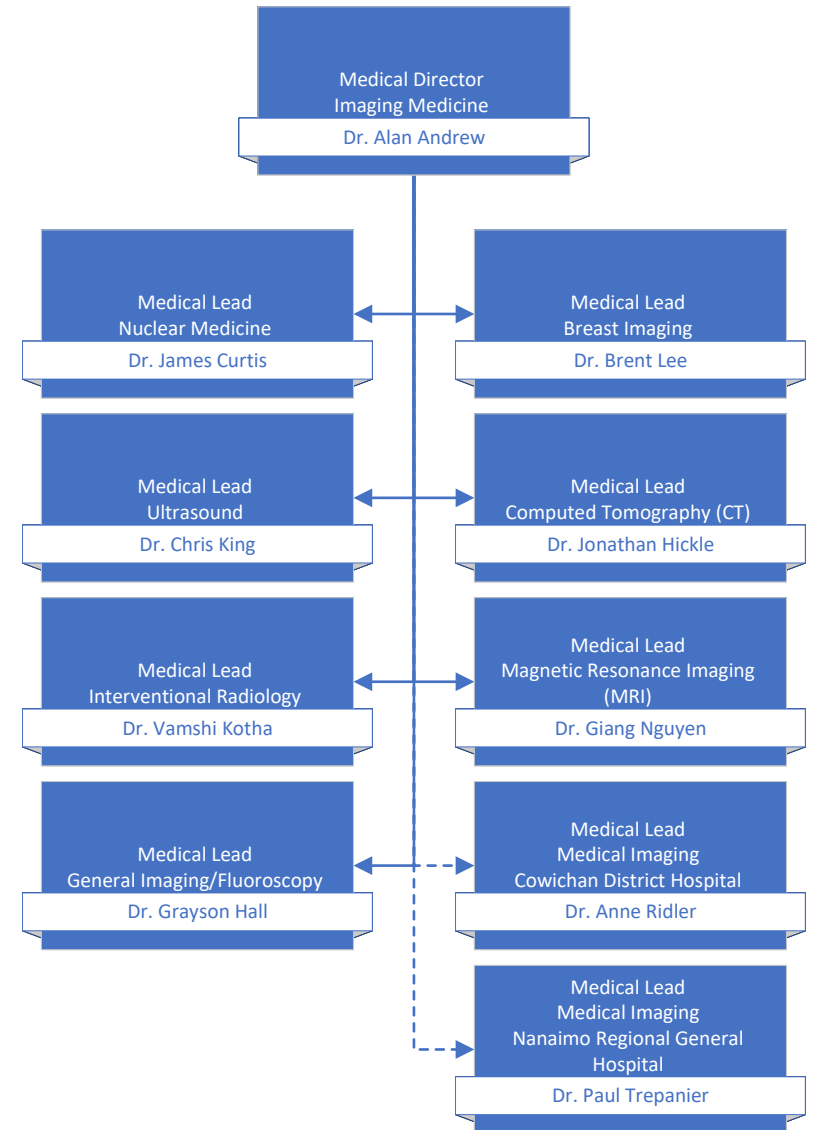 Medical Director
Imaging Medicine
Dr. Alan Andrew
Medical Lead
Nuclear Medicine
Dr. James Curtis
Medical Lead
Breast Imaging
Dr. Brent Lee
Medical Lead
Ultrasound
Dr. Chris King
Medical Lead
Computed Tomography (CT)
Dr. Jonathan Hickle
Medical Lead
Interventional Radiology
Dr. Vamshi Kotha
Medical Lead
Magnetic Resonance Imaging
(MRI)
Dr. Giang Nguyen
Medical Lead
General Imaging/Fluoroscopy
Dr. Grayson Hall
Medical Lead
Medical Imaging
Cowichan District Hospital
Dr. Anne Ridler
Medical Lead
Medical Imaging
Nanaimo Regional General
Hospital
Dr. Paul Trepanier